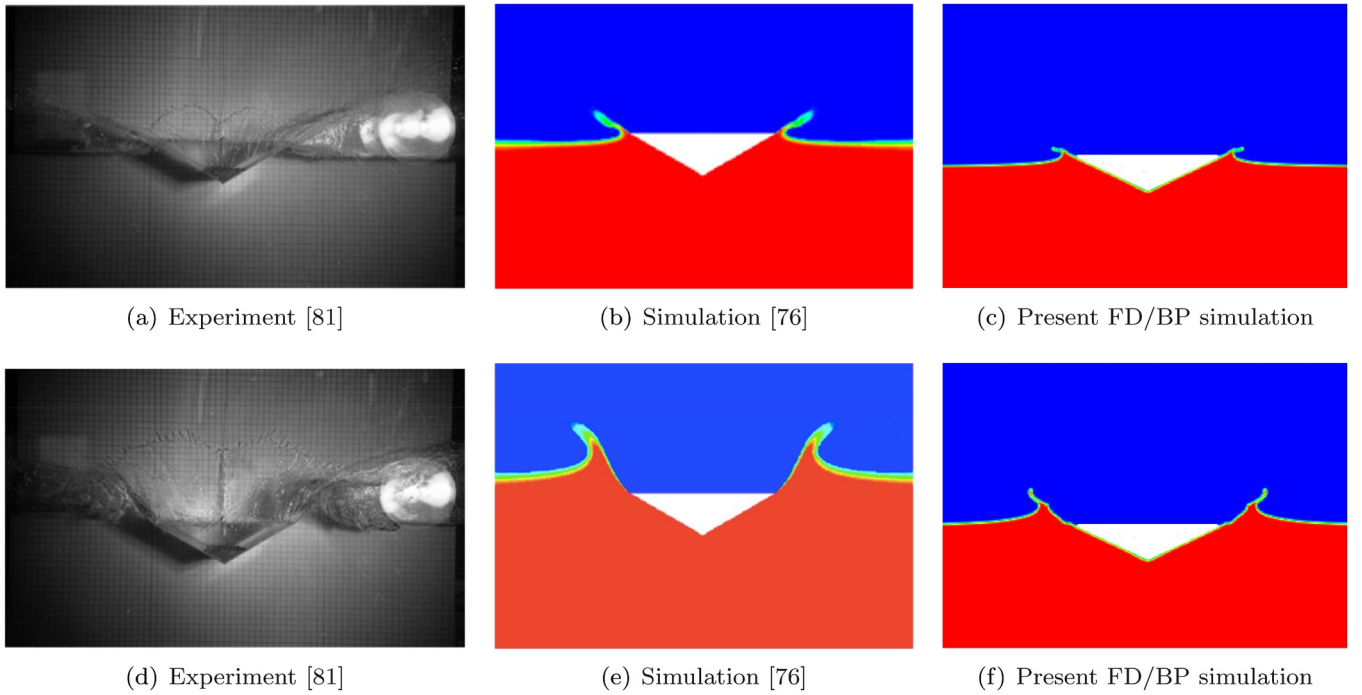 (a) Experiment [81]
(b) Simulation [76]
(c) Present FD/BP simulation
(d) Experiment [81]
(e) Simulation [76]
(f) Present FD/BP simulation